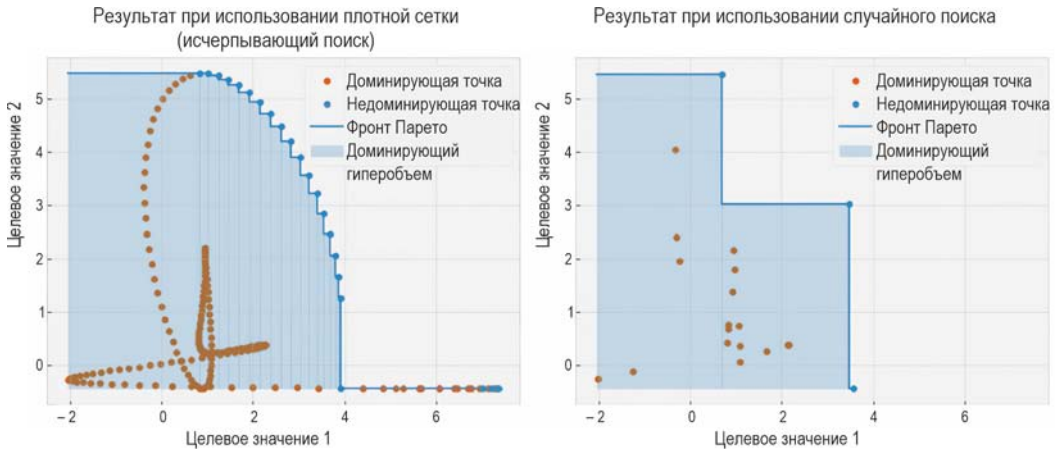 Результат при использовании плотной сетки
(исчерпывающий поиск)
Целевое значение 2
5
4
3
2
1
0
– 2
0
2
4
6
Целевое значение 1
Доминирующая точка
Недоминирующая точка
Фронт Парето
Доминирующий
гиперобъем
Результат при использовании случайного поиска
Целевое значение 2
5
4
3
2
1
0
– 2
0
2
4
6
Целевое значение 1
Доминирующая точка
Недоминирующая точка
Фронт Парето
Доминирующий
гиперобъем